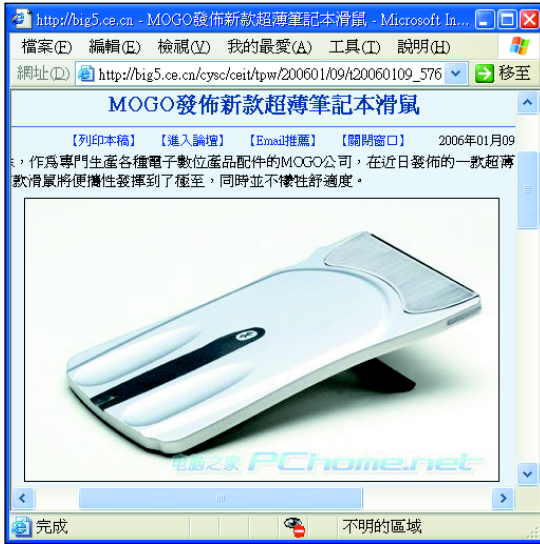 http://big5.ce.cn - MOGO發佈新款超薄筆記本滑鼠 - Microsoft In...
檔案(F) 編輯(E) 檢視(V) 我的最愛(A) 工具(T) 說明(H)
網址(D) http://big5.ce.cn/cysc/ceit/tpw/200601/09/t20060109_576 移至
MOGO發佈新款超薄筆記本滑鼠
【列印本稿】 【進入論壇】 【Email推薦】 【關閉窗口】 2006年01月09
，作爲專門生産各種電子數位產品配件的MOGO公司，在近日發佈的一款超薄
款滑鼠將便攜性發揮到了極至，同時並不犧牲舒適度。
电脑之家 PChome.net
完成 不明的區域